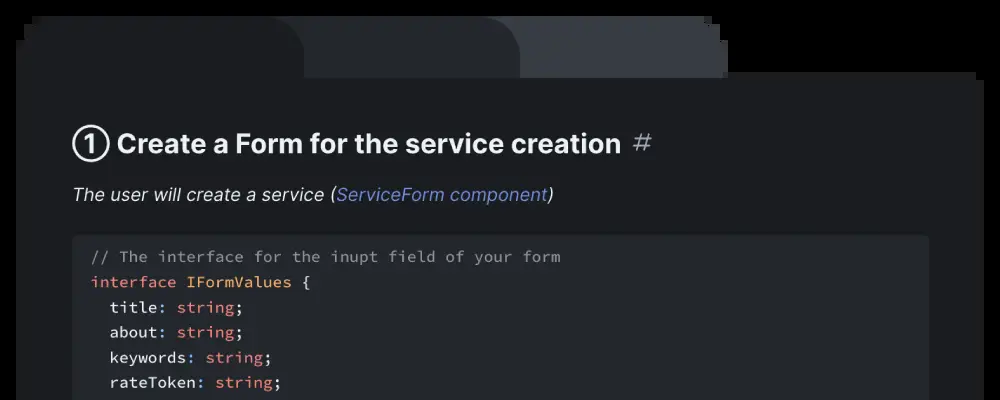 ① Create a Form for the service creation #
The user will create a service (ServiceForm component)
// The interface for the inupt field of your form
interface IFormValues {
  title: string;
  about: string;
  keywords: string;
  rateToken: string;